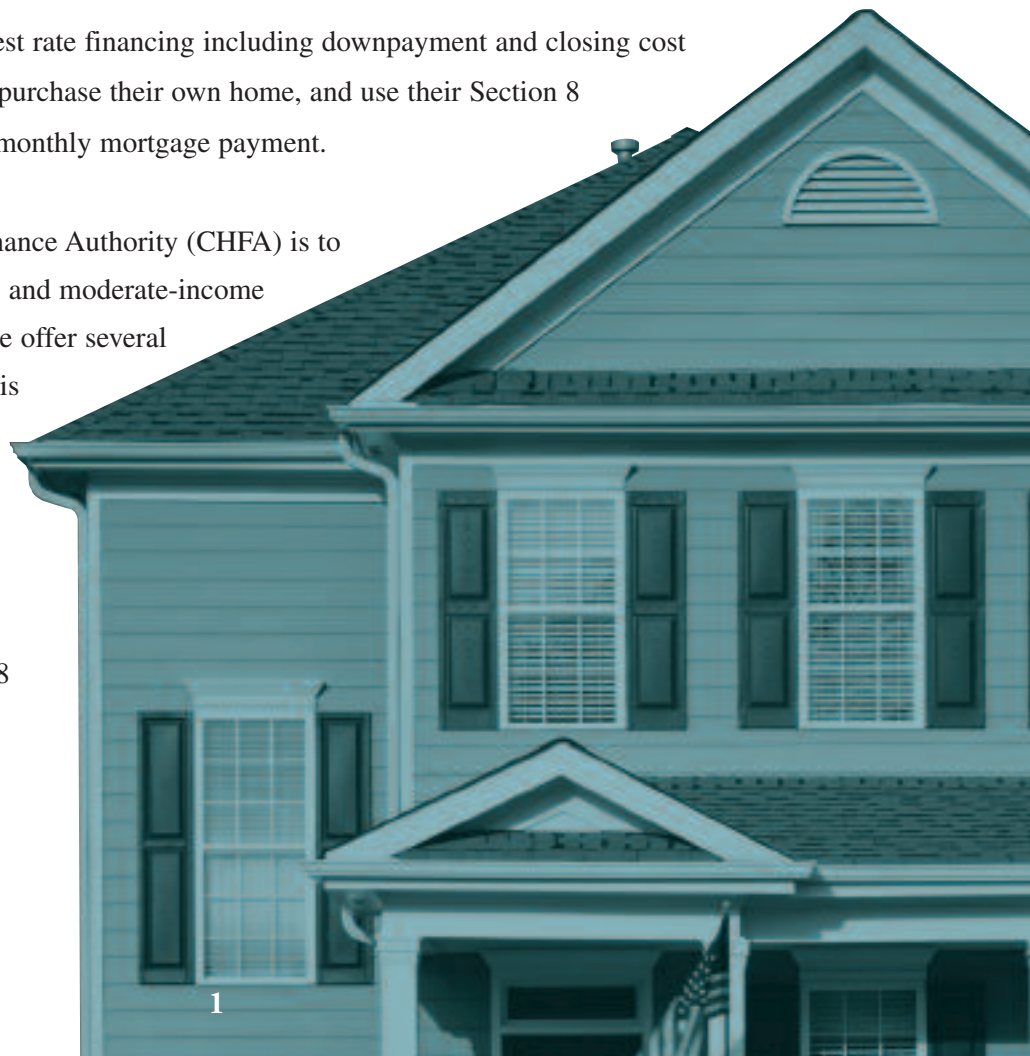 est rate financing including downpayment and closing cost
purchase their own home, and use their Section 8
monthly mortgage payment.
nance Authority (CHFA) is to
and moderate-income
e offer several
is
8
1